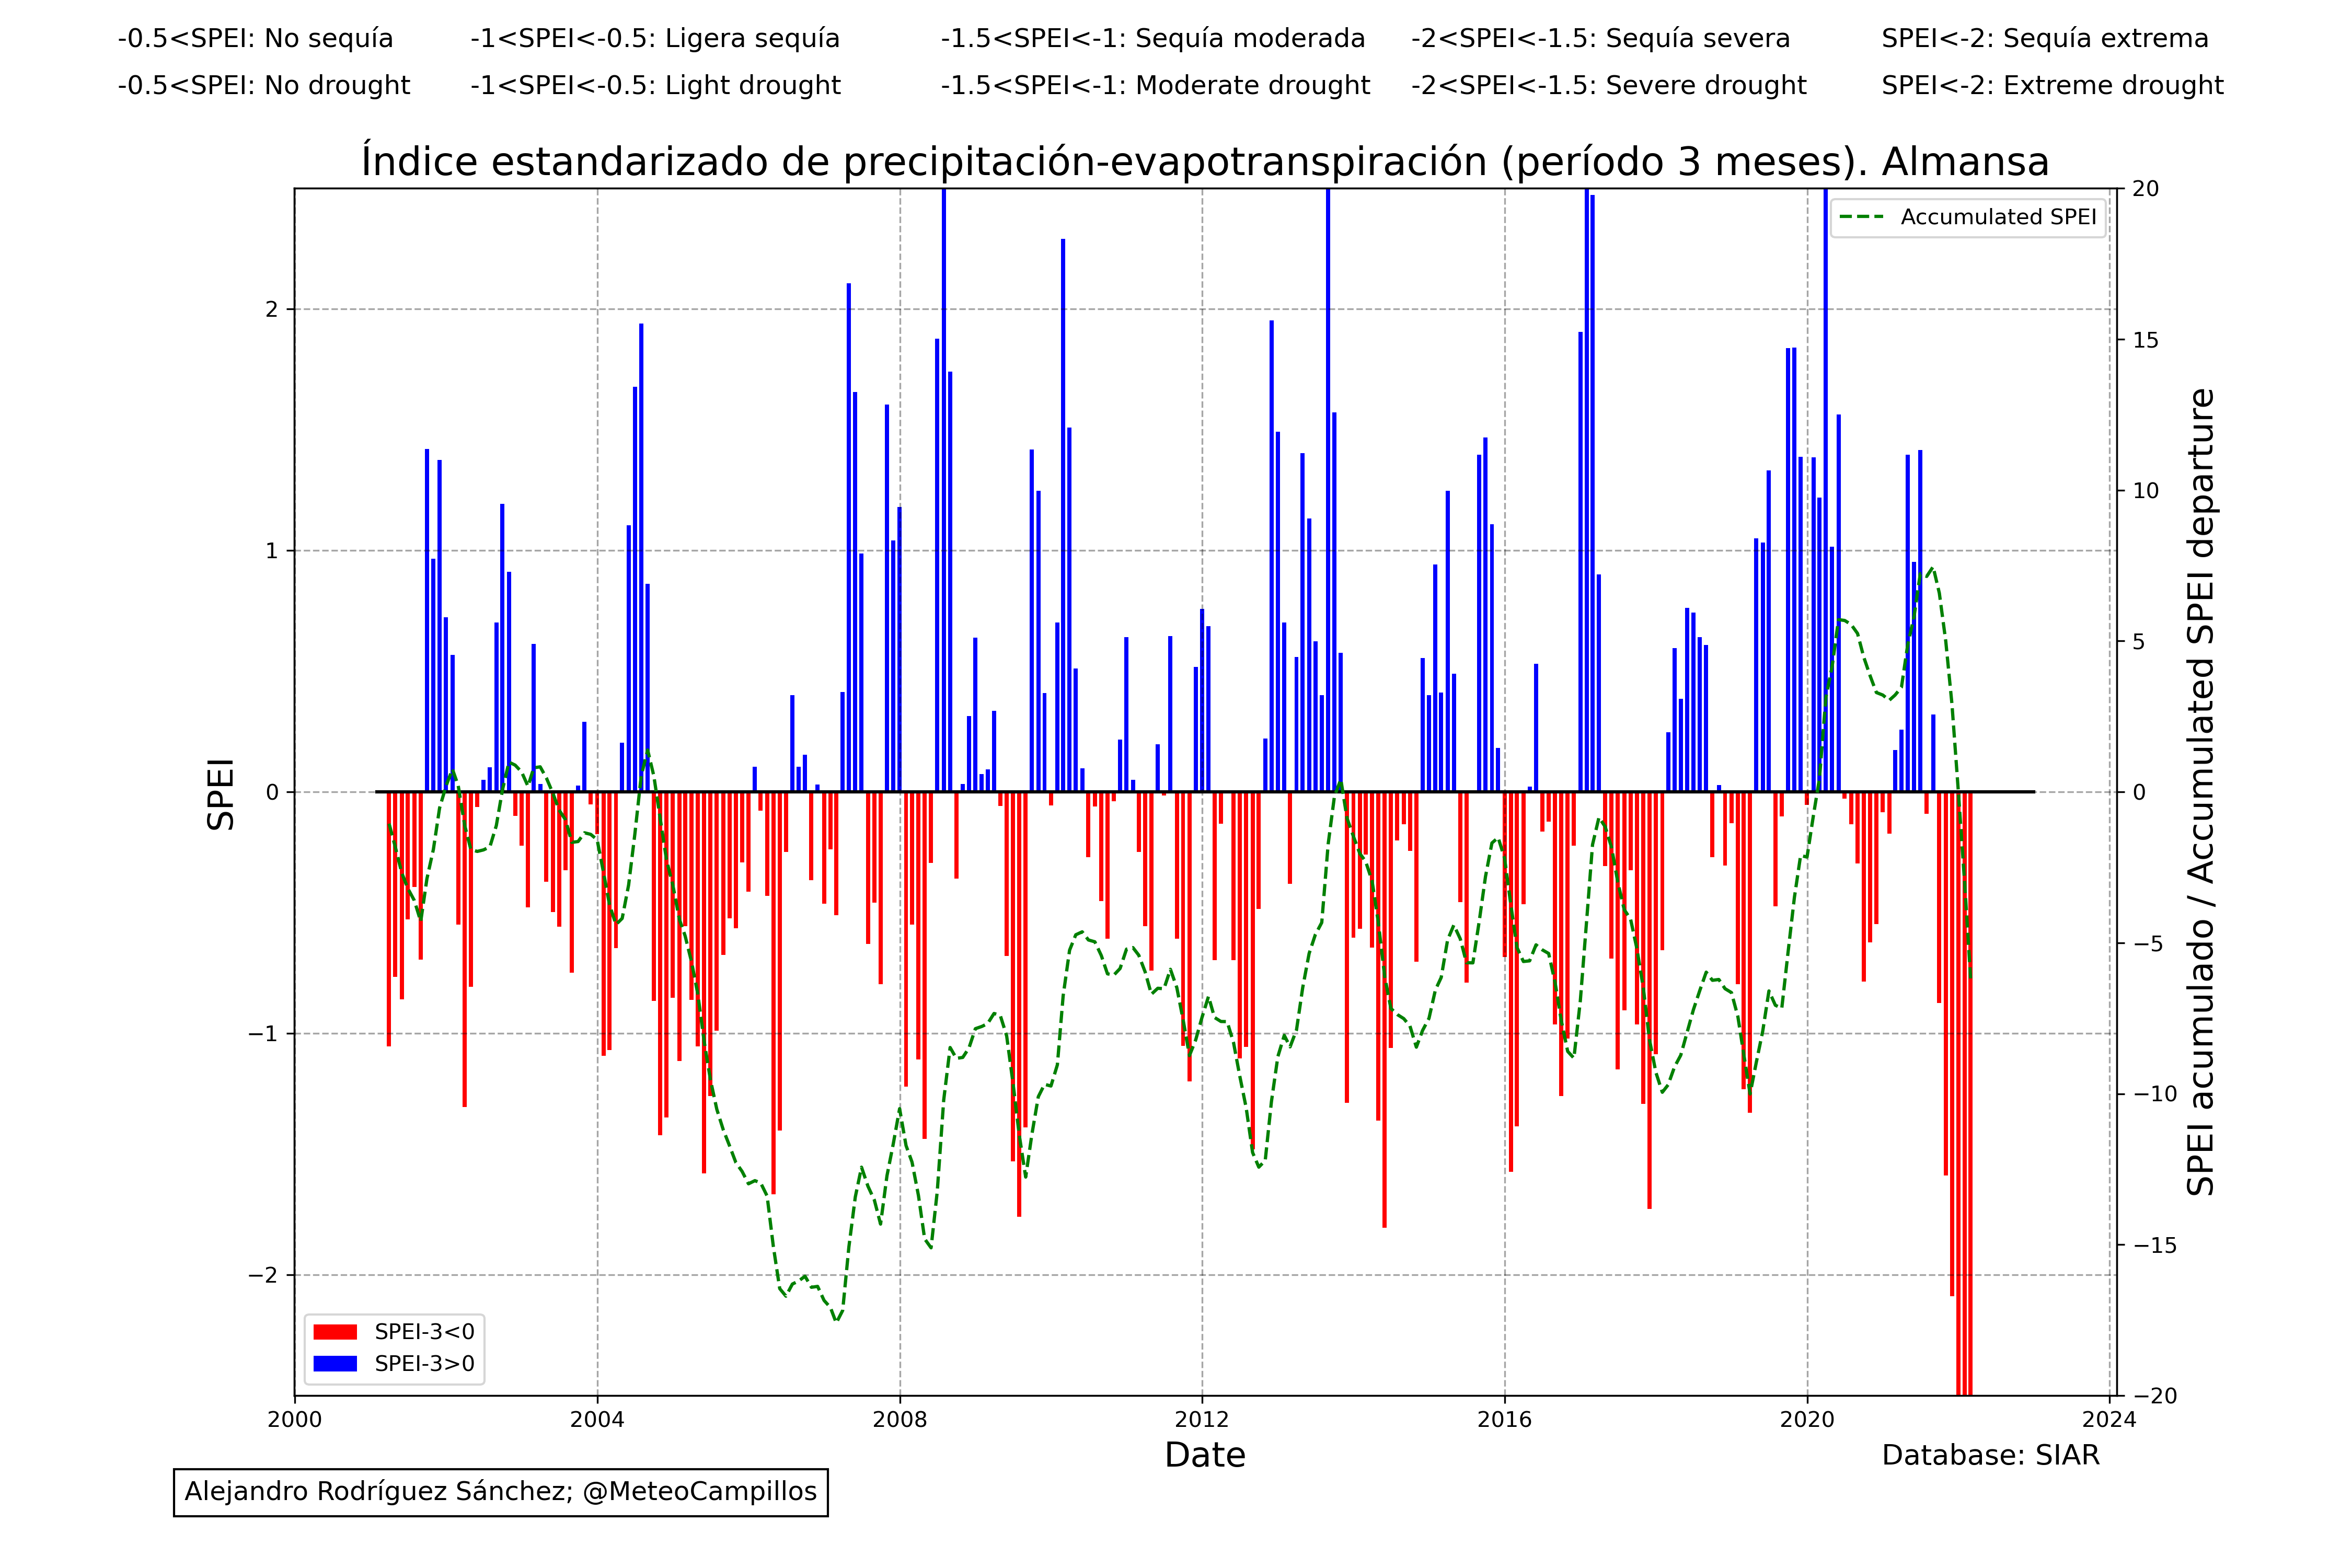 -0.5<SPEI: No sequía -1<SPEI<-0.5: Ligera sequía -1.5<SPEI<-1: Sequía moderada -2<SPEI<-1.5: Sequía severa SPEI<-2: Sequía extrema
-0.5<SPEI: No drought -1<SPEI<-0.5: Light drought -1.5<SPEI<-1: Moderate drought -2<SPEI<-1.5: Severe drought SPEI<-2: Extreme drought
Índice estandarizado de precipitación-evapotranspiración (período 3 meses). Almansa
Accumulated SPEI
SPEI
2
1
0
−1
−2
20
15
10
5
0
−5
−10
−15
−20
SPEI acumulado / Accumulated SPEI departure
SPEI-3<0
SPEI-3>0
2000 2004 2008 2012 2016 2020 2024
Date
Database: SIAR
Alejandro Rodríguez Sánchez; @MeteoCampillos